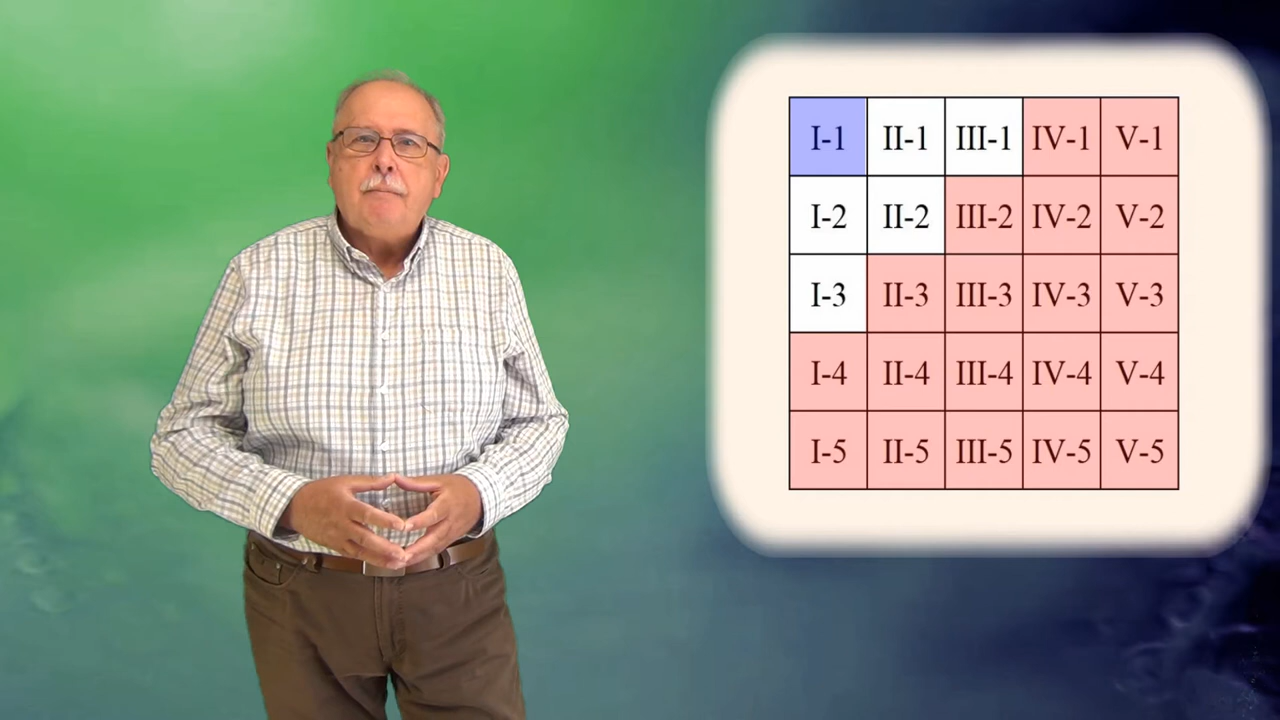 I-1 II-1 III-1 IV-1 V-1
I-2 II-2 III-2 IV-2 V-2
I-3 II-3 III-3 IV-3 V-3
I-4 II-4 III-4 IV-4 V-4
I-5 II-5 III-5 IV-5 V-5